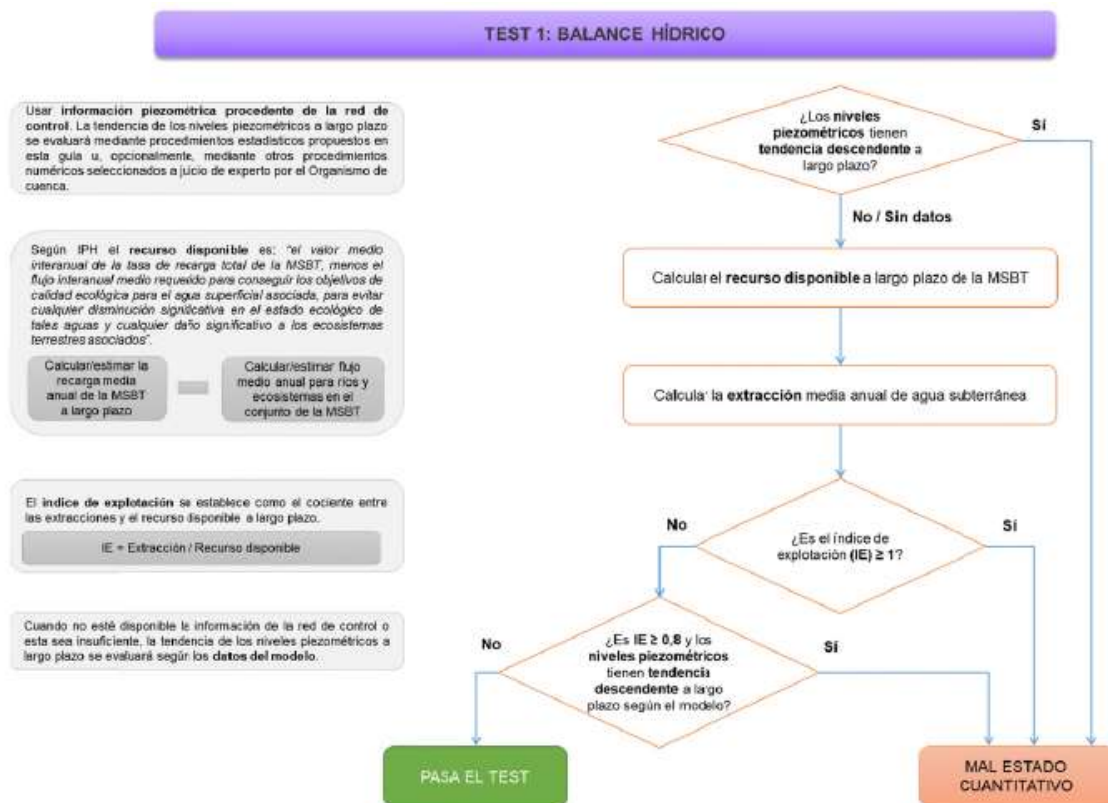 TEST 1: BALANCE HÍDRICO
Usar información piezométrica procedente de la red de
control. La tendencia de los niveles piezométricos a largo plazo
se evaluará mediante procedimientos estadísticos propuestos en
esta guía u, opcionalmente, mediante otros procedimientos
numéricos seleccionados a juicio de experto por el Organismo de
cuenca.
Según IPH el recurso disponible es: "el valor medio
interanual de la tasa de recarga total de la MSBT, menos el
flujo interanual medio requerido para conseguir los objetivos de
calidad ecológica para el agua superficial asociada, para evitar
cualquier disminución significativa en el estado ecológico de
tales aguas y cualquier daño significativo a los ecosistemas
terrestres asociados".
Calcular/estimar la
recarga media
anual de la MSBT
a largo plazo
Calcular/estimar flujo
medio anual para ríos y
ecosistemas en el
conjunto de la MSBT
El índice de explotación se establece como el cociente entre
las extracciones y el recurso disponible a largo plazo.
IE = Extracción / Recurso disponible
Cuando no esté disponible la información de la red de control o
esta sea insuficiente, la tendencia de los niveles piezométricos a
largo plazo se evaluará según los datos del modelo.
¿Los niveles
piezométricos tienen
tendencia descendente a
largo plazo?
Sí
No / Sin datos
Calcular el recurso disponible a largo plazo de la MSBT
Calcular la extracción media anual de agua subterránea
¿Es el índice de
explotación (IE) ≥ 1?
No
Sí
¿Es IE ≥ 0,8 y los
niveles piezométricos
tienen tendencia
descendente a largo
plazo según el modelo?
No
Sí
PASA EL TEST
MAL ESTADO
CUANTITATIVO